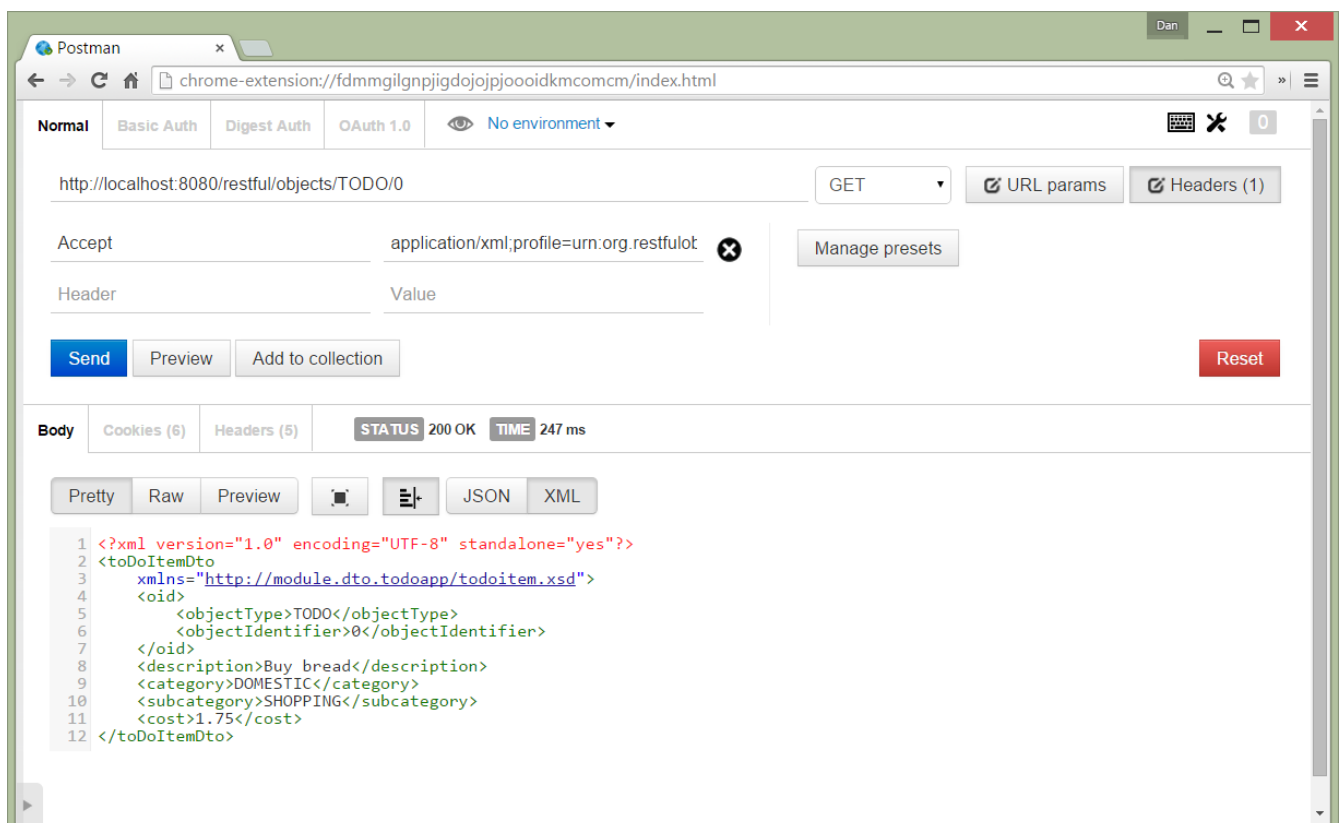 Dan
Postman
chrome-extension://fdmmgilgnpjigdojojpjoooidkmcomcm/index.html
Normal Basic Auth Digest Auth OAuth 1.0 No environment 0
http://localhost:8080/restful/objects/TODO/0 GET URL params Headers (1)
Accept application/xml;profile=urn:org.restfulob Manage presets
Header Value
Send Preview Add to collection Reset
Body Cookies (6) Headers (5) STATUS 200 OK TIME 247 ms
Pretty Raw Preview JSON XML
1 <?xml version="1.0" encoding="UTF-8" standalone="yes"?>
2 <toDoItemDto
3 xmlns="http://module.dto.todoapp/todoitem.xsd">
4 <oid>
5 <objectType>TODO</objectType>
6 <objectIdentifier>0</objectIdentifier>
7 </oid>
8 <description>Buy bread</description>
9 <category>DOMESTIC</category>
10 <subcategory>SHOPPING</subcategory>
11 <cost>1.75</cost>
12 </toDoItemDto>